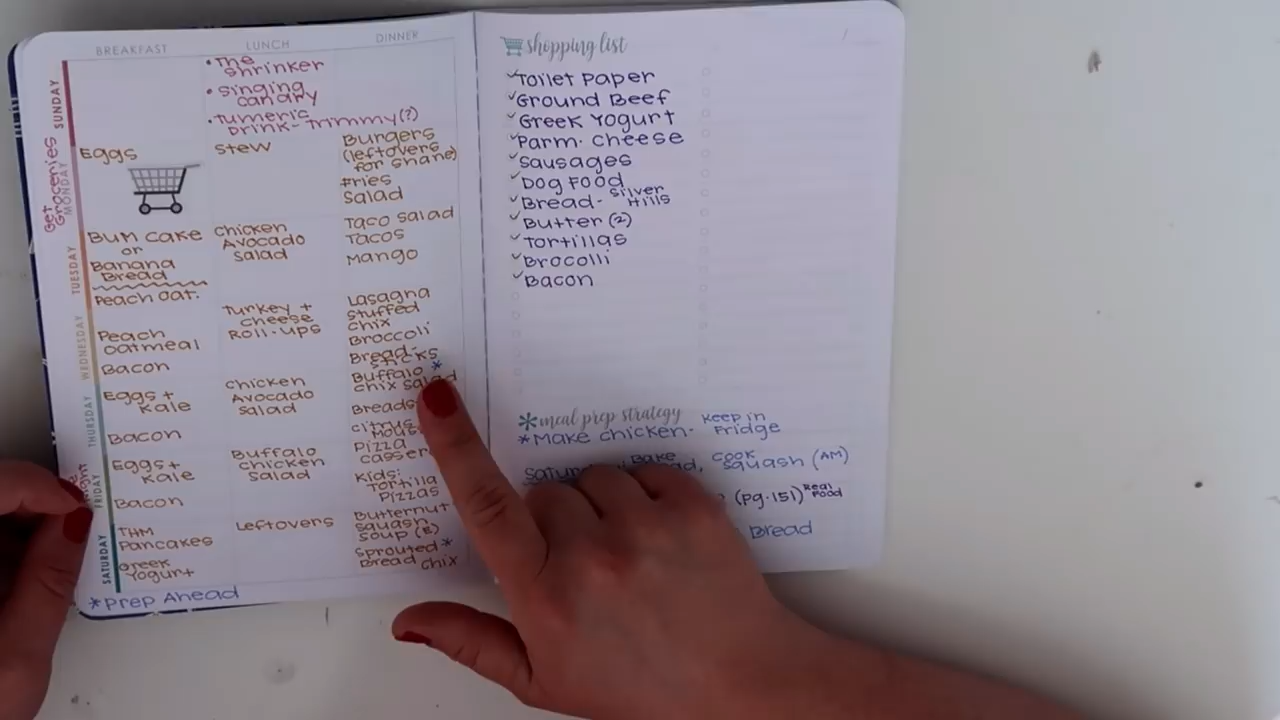 BREAKFAST
LUNCH
DINNER
SUNDAY
• The
shrinker
• singing
canary
• Tumeric
Drink- Trimmy(?)
Get
Groceries
MONDAY
Eggs
Stew
Burgers
(leftovers
for shane)
Fries
Salad
TUESDAY
Bum Cake
or
Banana
Bread
Peach oat.
Chicken
Avocado
Salad
Taco Salad
Tacos
Mango
WEDNESDAY
Peach
oatmeal
Bacon
Turkey +
cheese
Roll-ups
Lasagna
Stuffed
chix
Broccoli
Bread-
sticks
THURSDAY
Eggs +
Kale
Bacon
Chicken
Avocado
Salad
Buffalo *
chix salad
FRIDAY
Eggs +
Kale
Bacon
Buffalo
chicken
Salad
Pizza
Kids:
Tortilla
Pizzas
SATURDAY
THM
Pancakes
Greek
Yogurt
Leftovers
Butternut
squash
soup (E)
Sprouted *
Bread chix
*Prep Ahead
shopping list
Toilet Paper
Ground Beef
Greek Yogurt
Parm. Cheese
Sausages
Dog Food
Bread- Silver
Hills
Butter (2)
Tortillas
Brocolli
Bacon
meal prep strategy
*Make chicken- Keep in
Fridge
Bake
Cook
squash (AM)
(pg.151) Real
Food
Bread